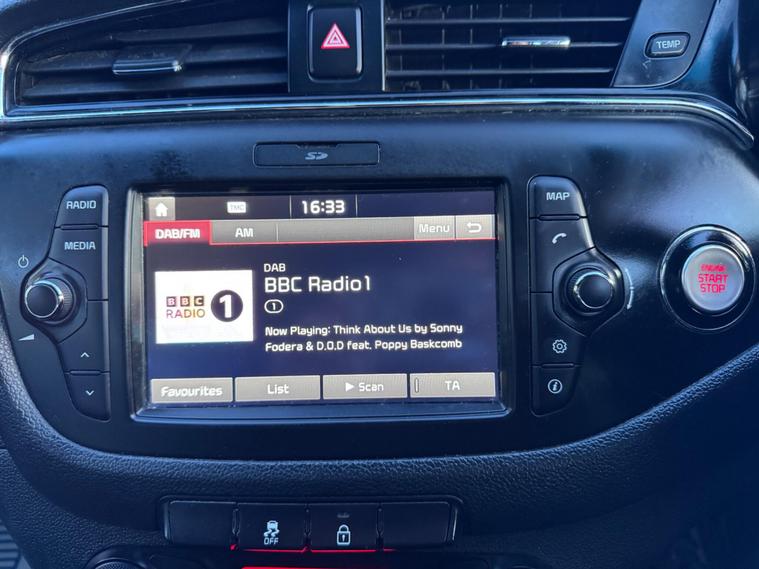 TEMP
SD
RADIO
MEDIA
TMC
16:33
DAB/FM
AM
Menu
BBC
RADIO
1
DAB
BBC Radio1
1
Now Playing: Think About Us by Sonny
Fodera & D.O.D feat. Poppy Baskcomb
Favourites
List
Scan
TA
MAP
i
ENGINE
START
STOP
OFF